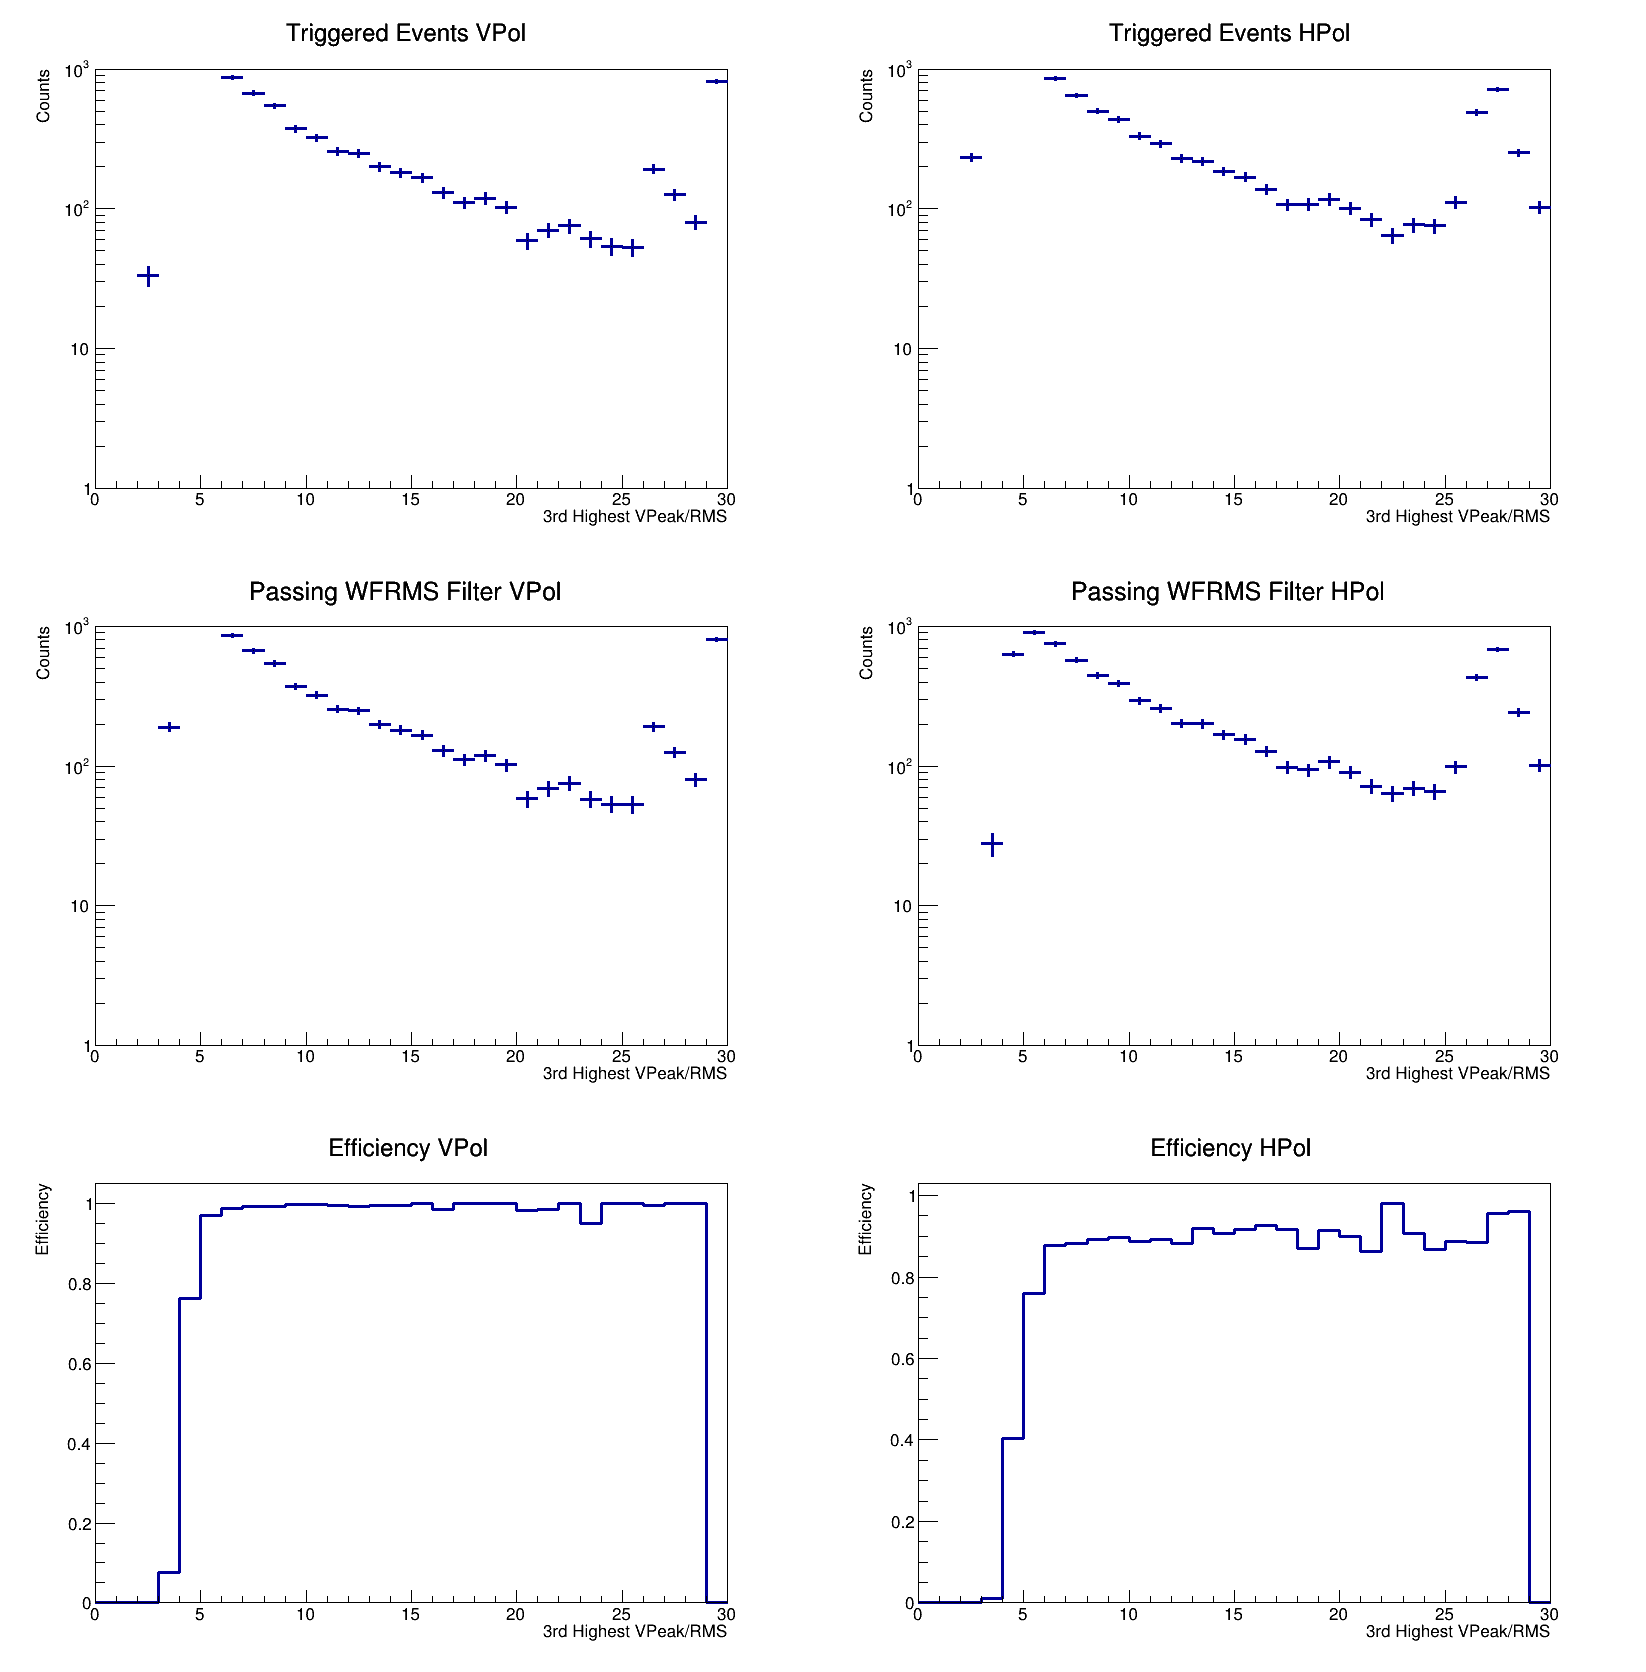 Triggered Events VPol
Counts
10³
10²
10
1
0 5 10 15 20 25 30
3rd Highest VPeak/RMS
Triggered Events HPol
Counts
10³
10²
10
1
0 5 10 15 20 25 30
3rd Highest VPeak/RMS
Passing WFRMS Filter VPol
Counts
10³
10²
10
1
0 5 10 15 20 25 30
3rd Highest VPeak/RMS
Passing WFRMS Filter HPol
Counts
10³
10²
10
1
0 5 10 15 20 25 30
3rd Highest VPeak/RMS
Efficiency VPol
Efficiency
1
0.8
0.6
0.4
0.2
0
0 5 10 15 20 25 30
3rd Highest VPeak/RMS
Efficiency HPol
Efficiency
1
0.8
0.6
0.4
0.2
0
0 5 10 15 20 25 30
3rd Highest VPeak/RMS